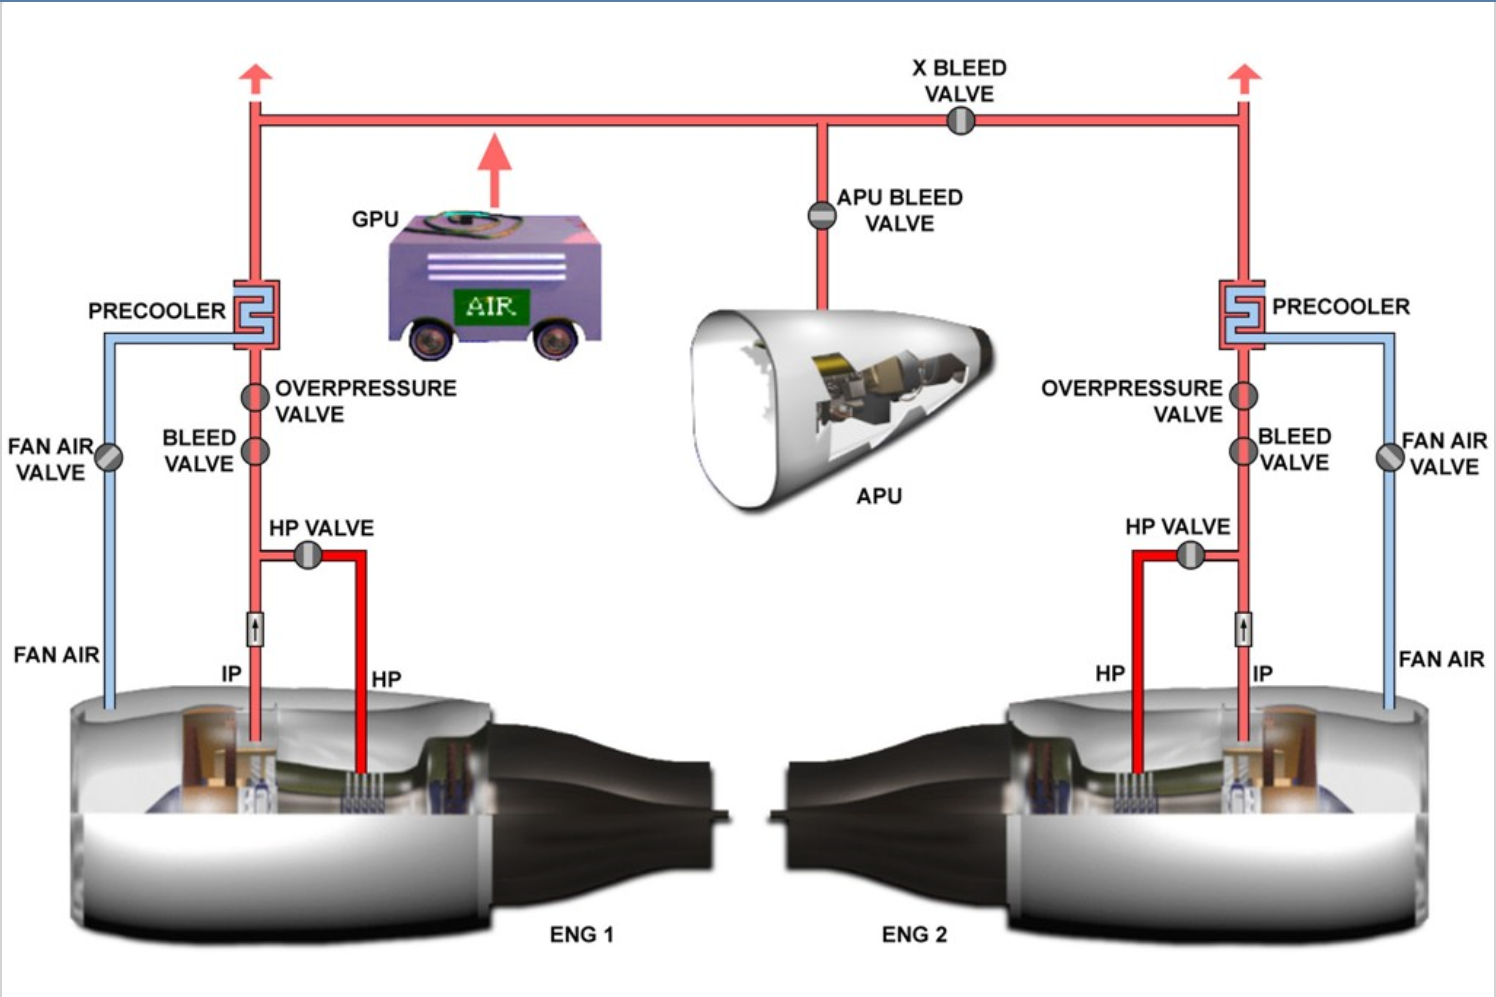 X BLEED
VALVE
APU BLEED
VALVE
GPU
AIR
PRECOOLER
PRECOOLER
OVERPRESSURE
VALVE
OVERPRESSURE
VALVE
BLEED
VALVE
BLEED
VALVE
FAN AIR
VALVE
FAN AIR
VALVE
APU
HP VALVE
HP VALVE
FAN AIR
IP
HP
HP
IP
FAN AIR
ENG 1
ENG 2